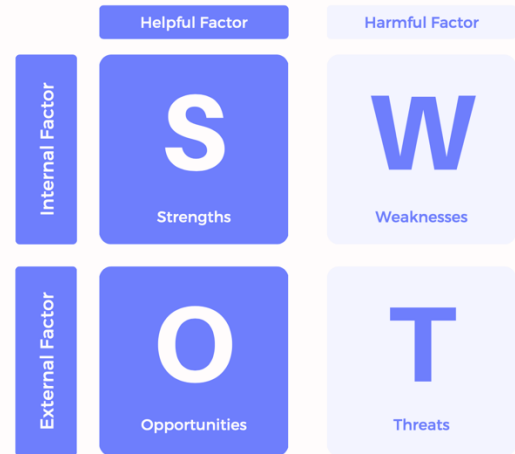 Helpful Factor
Harmful Factor
Internal Factor
S
Strengths
W
Weaknesses
External Factor
O
Opportunities
T
Threats